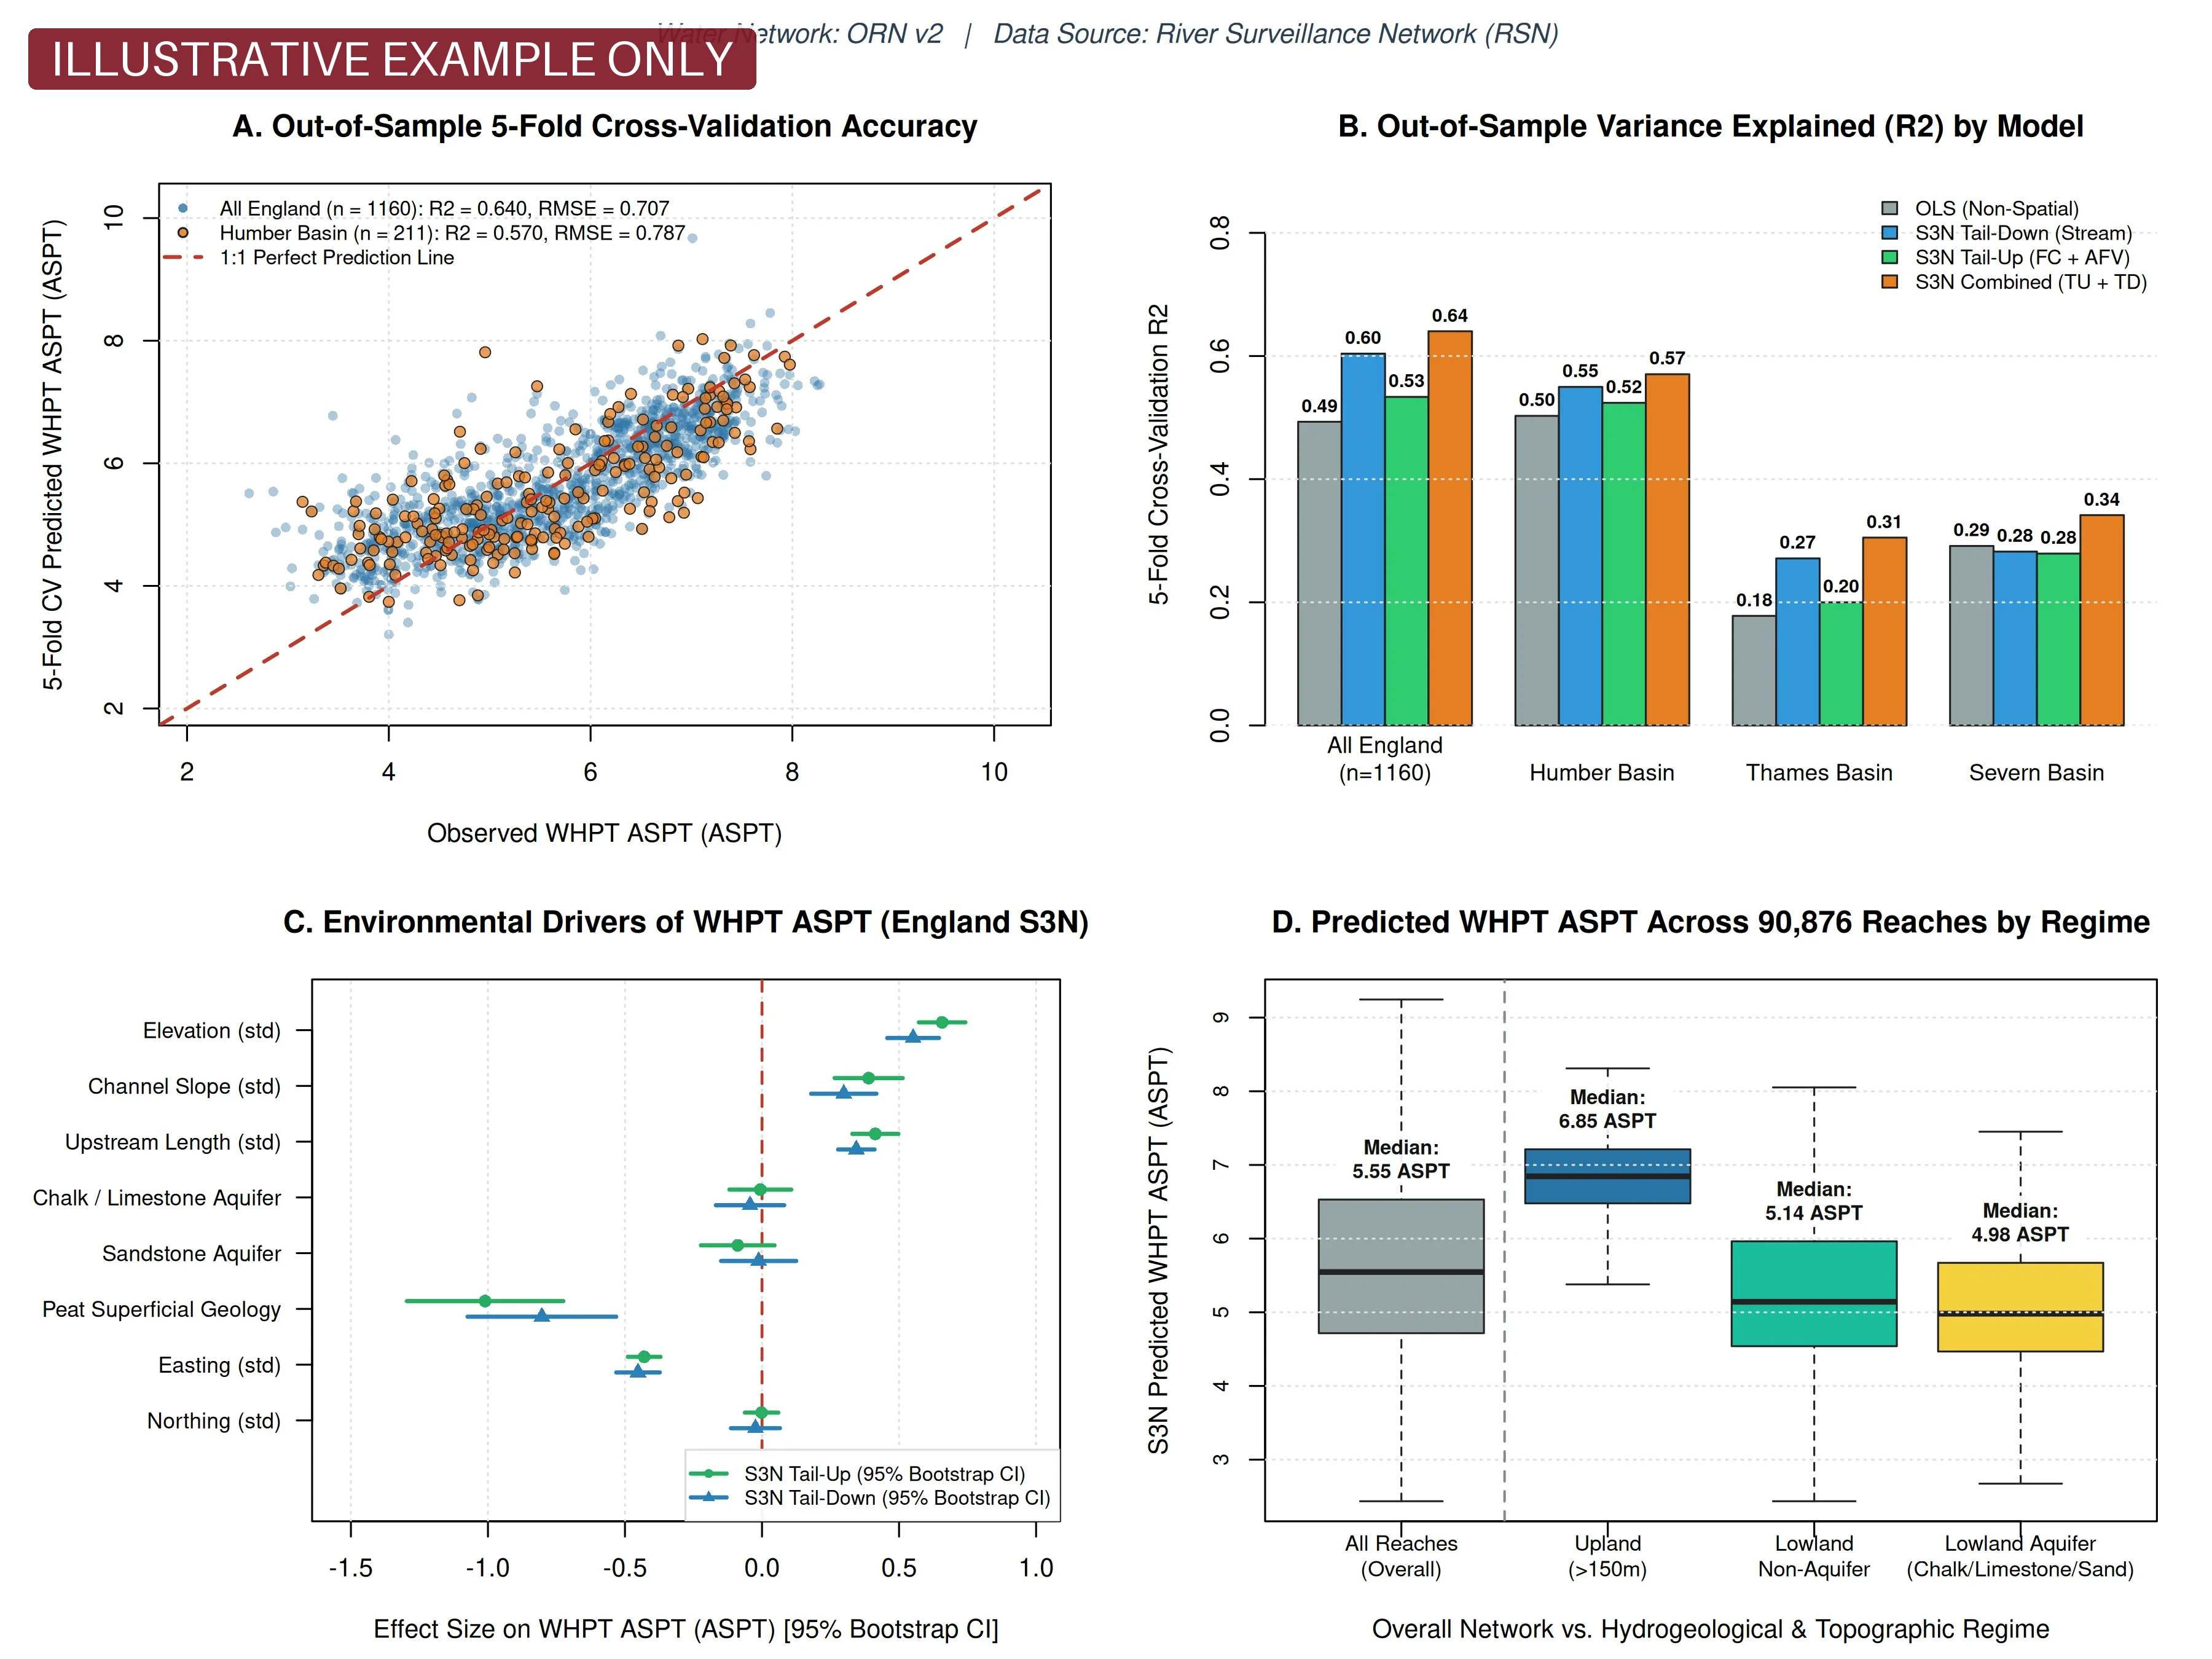 Water Network: ORN v2 | Data Source: River Surveillance Network (RSN)
ILLUSTRATIVE EXAMPLE ONLY
A. Out-of-Sample 5-Fold Cross-Validation Accuracy
All England (n = 1160): R2 = 0.640, RMSE = 0.707
Humber Basin (n = 211): R2 = 0.570, RMSE = 0.787
1:1 Perfect Prediction Line
5-Fold CV Predicted WHPT ASPT (ASPT)
10
8
6
4
2
2 4 6 8 10
Observed WHPT ASPT (ASPT)
B. Out-of-Sample Variance Explained (R2) by Model
OLS (Non-Spatial)
S3N Tail-Down (Stream)
S3N Tail-Up (FC + AFV)
S3N Combined (TU + TD)
5-Fold Cross-Validation R2
0.8
0.6
0.4
0.2
0.0
0.49 0.60 0.53 0.64
0.50 0.55 0.52 0.57
0.18 0.27 0.20 0.31
0.29 0.28 0.28 0.34
All England
(n=1160)
Humber Basin
Thames Basin
Severn Basin
C. Environmental Drivers of WHPT ASPT (England S3N)
Elevation (std)
Channel Slope (std)
Upstream Length (std)
Chalk / Limestone Aquifer
Sandstone Aquifer
Peat Superficial Geology
Easting (std)
Northing (std)
S3N Tail-Up (95% Bootstrap CI)
S3N Tail-Down (95% Bootstrap CI)
-1.5 -1.0 -0.5 0.0 0.5 1.0
Effect Size on WHPT ASPT (ASPT) [95% Bootstrap CI]
D. Predicted WHPT ASPT Across 90,876 Reaches by Regime
S3N Predicted WHPT ASPT (ASPT)
9
8
7
6
5
4
3
Median:
5.55 ASPT
Median:
6.85 ASPT
Median:
5.14 ASPT
Median:
4.98 ASPT
All Reaches
(Overall)
Upland
(>150m)
Lowland
Non-Aquifer
Lowland Aquifer
(Chalk/Limestone/Sand)
Overall Network vs. Hydrogeological & Topographic Regime